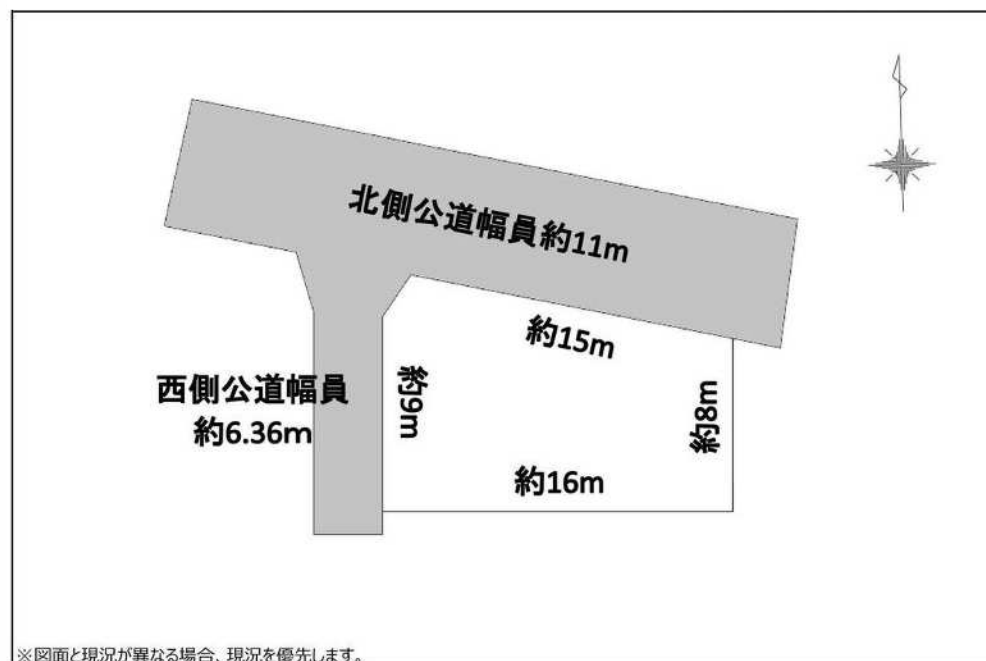 北側公道幅員約11m
約15m
西側公道幅員
約6.36m
約9m
約8m
約16m
※図面と現況が異なる場合、現況を優先します。